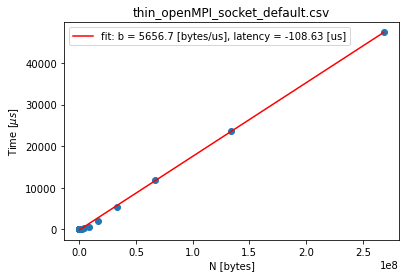 thin_openMPI_socket_default.csv
fit: b = 5656.7 [bytes/us], latency = -108.63 [us]
Time [μs]
40000
30000
20000
10000
0
0.0 0.5 1.0 1.5 2.0 2.5
1e8
N [bytes]